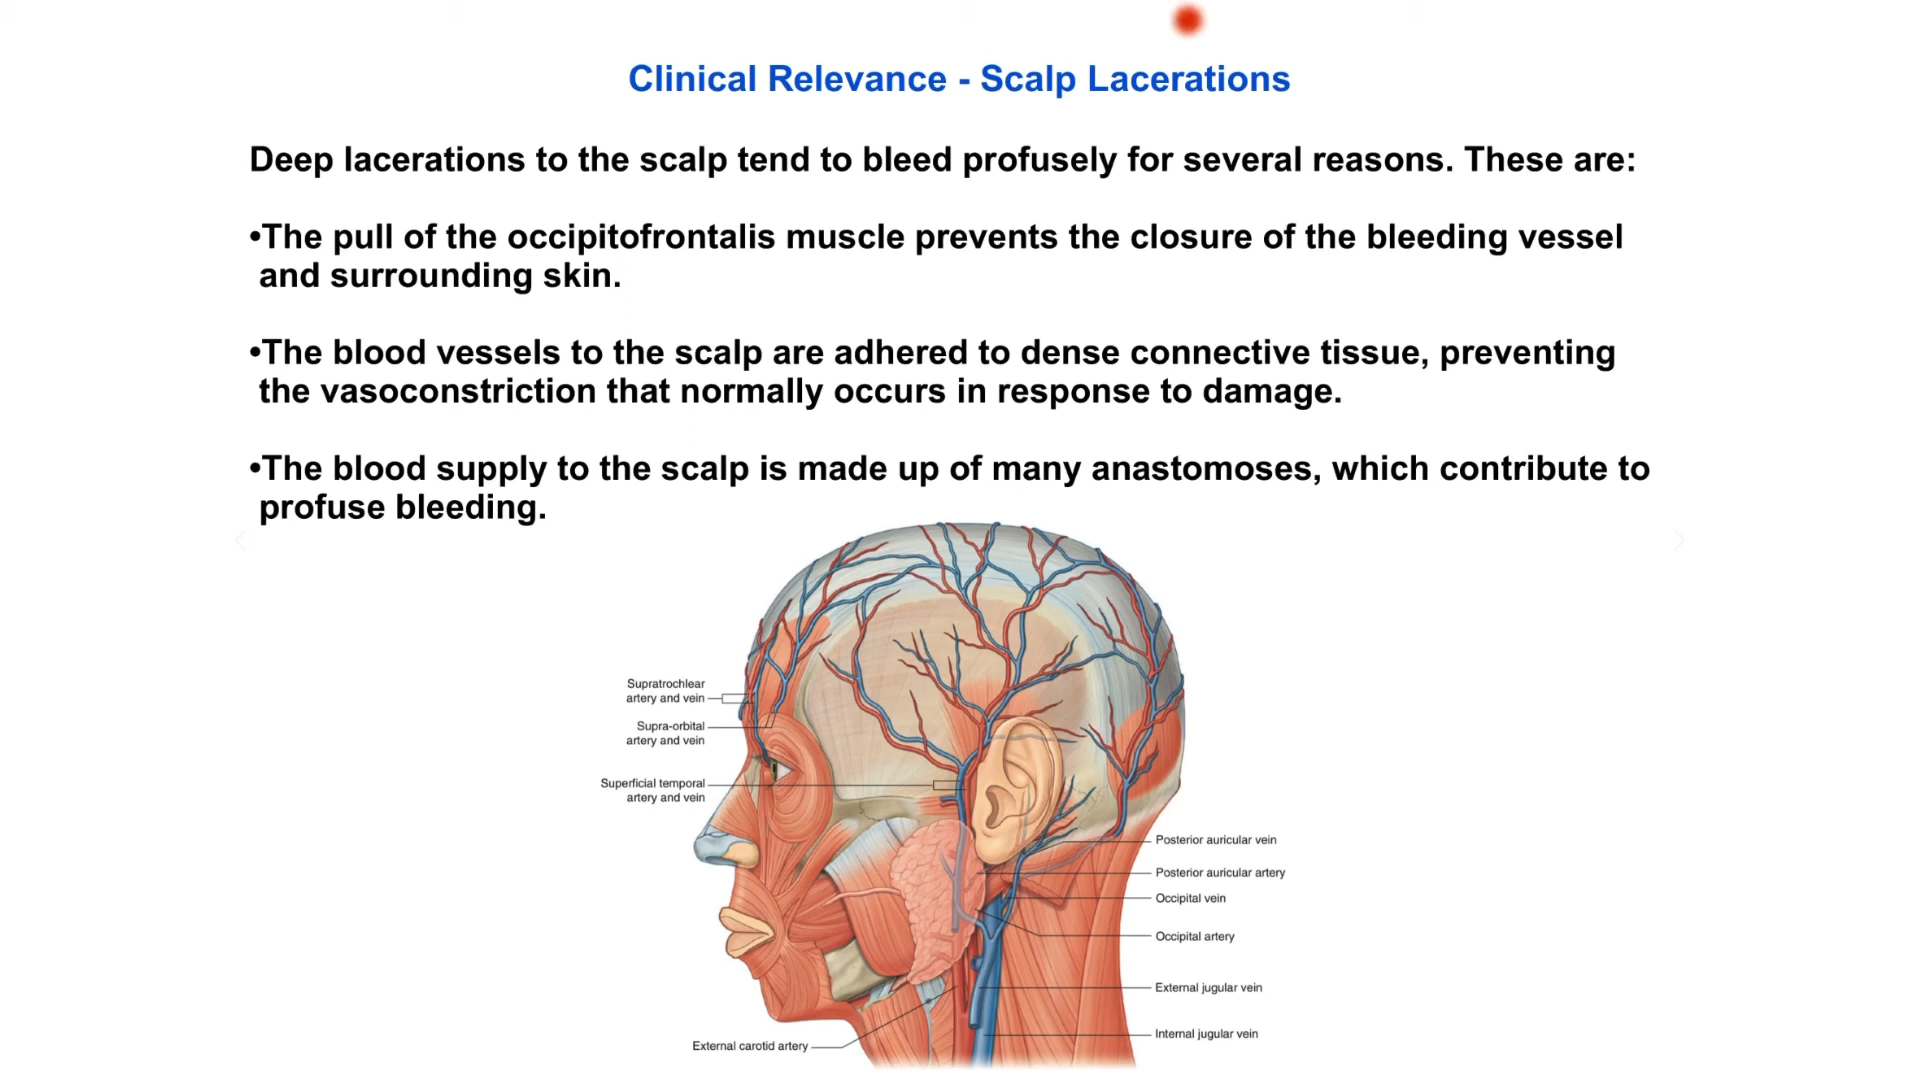 Clinical Relevance - Scalp Lacerations
Deep lacerations to the scalp tend to bleed profusely for several reasons. These are:
•The pull of the occipitofrontalis muscle prevents the closure of the bleeding vessel
and surrounding skin.
•The blood vessels to the scalp are adhered to dense connective tissue, preventing
the vasoconstriction that normally occurs in response to damage.
•The blood supply to the scalp is made up of many anastomoses, which contribute to
profuse bleeding.
Supratrochlear
artery and vein
Supra-orbital
artery and vein
Superficial temporal
artery and vein
External carotid artery
Posterior auricular vein
Posterior auricular artery
Occipital vein
Occipital artery
External jugular vein
Internal jugular vein